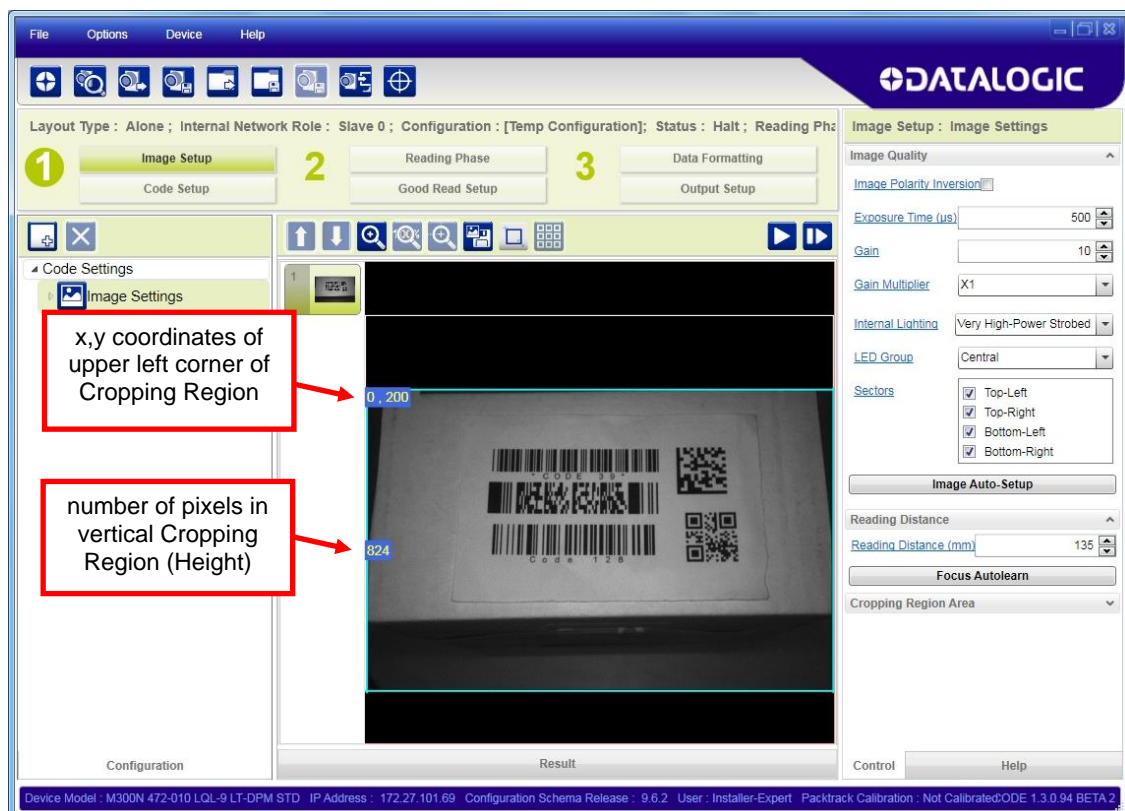 File Options Device Help
DATALOGIC
Layout Type : Alone ; Internal Network Role : Slave 0 ; Configuration : [Temp Configuration]; Status : Halt ; Reading Pha
Image Setup : Image Settings
1 Image Setup 2 Reading Phase 3 Data Formatting
Code Setup Good Read Setup Output Setup
Image Quality
Image Polarity Inversion
Exposure Time (µs) 500
Gain 10
Gain Multiplier X1
Internal Lighting Very High-Power Strobed
LED Group Central
Sectors Top-Left
Top-Right
Bottom-Left
Bottom-Right
Image Auto-Setup
Reading Distance
Reading Distance (mm) 135
Focus Autolearn
Cropping Region Area
100%
Code Settings
Image Settings
1
x,y coordinates of
upper left corner of
Cropping Region
0 , 200
*CODE 39*
number of pixels in
vertical Cropping
Region (Height)
824
Code 128
Configuration
Result
Control Help
Device Model : M300N 472-010 LQL-9 LT-DPM STD IP Address : 172.27.101.69 Configuration Schema Release : 9.6.2 User : Installer-Expert Packtrack Calibration : Not Calibrated CODE 1.3.0.94 BETA 2